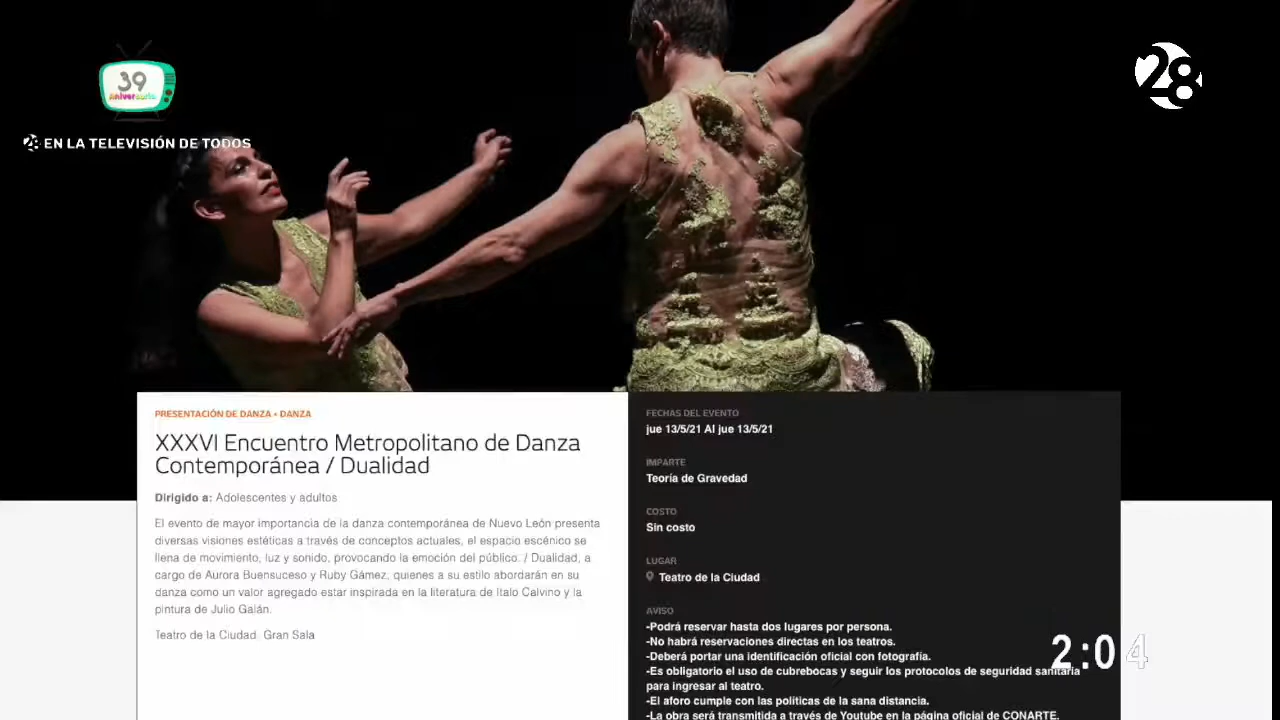 39
Aniversario
28
28 EN LA TELEVISIÓN DE TODOS
PRESENTACIÓN DE DANZA • DANZA
XXXVI Encuentro Metropolitano de Danza
Contemporánea / Dualidad
Dirigido a: Adolescentes y adultos
El evento de mayor importancia de la danza contemporánea de Nuevo León presenta
diversas visiones estéticas a través de conceptos actuales, el espacio escénico se
llena de movimiento, luz y sonido, provocando la emoción del público. / Dualidad, a
cargo de Aurora Buensuceso y Ruby Gámez, quienes a su estilo abordarán en su
danza como un valor agregado estar inspirada en la literatura de Italo Calvino y la
pintura de Julio Galán.
Teatro de la Ciudad. Gran Sala
FECHAS DEL EVENTO
jue 13/5/21 Al jue 13/5/21
IMPARTE
Teoría de Gravedad
COSTO
Sin costo
LUGAR
Teatro de la Ciudad
AVISO
-Podrá reservar hasta dos lugares por persona.
-No habrá reservaciones directas en los teatros.
-Deberá portar una identificación oficial con fotografía.
-Es obligatorio el uso de cubrebocas y seguir los protocolos de seguridad sanitaria
para ingresar al teatro.
-El aforo cumple con las políticas de la sana distancia.
-La obra será transmitida a través de Youtube en la página oficial de CONARTE.
2:04